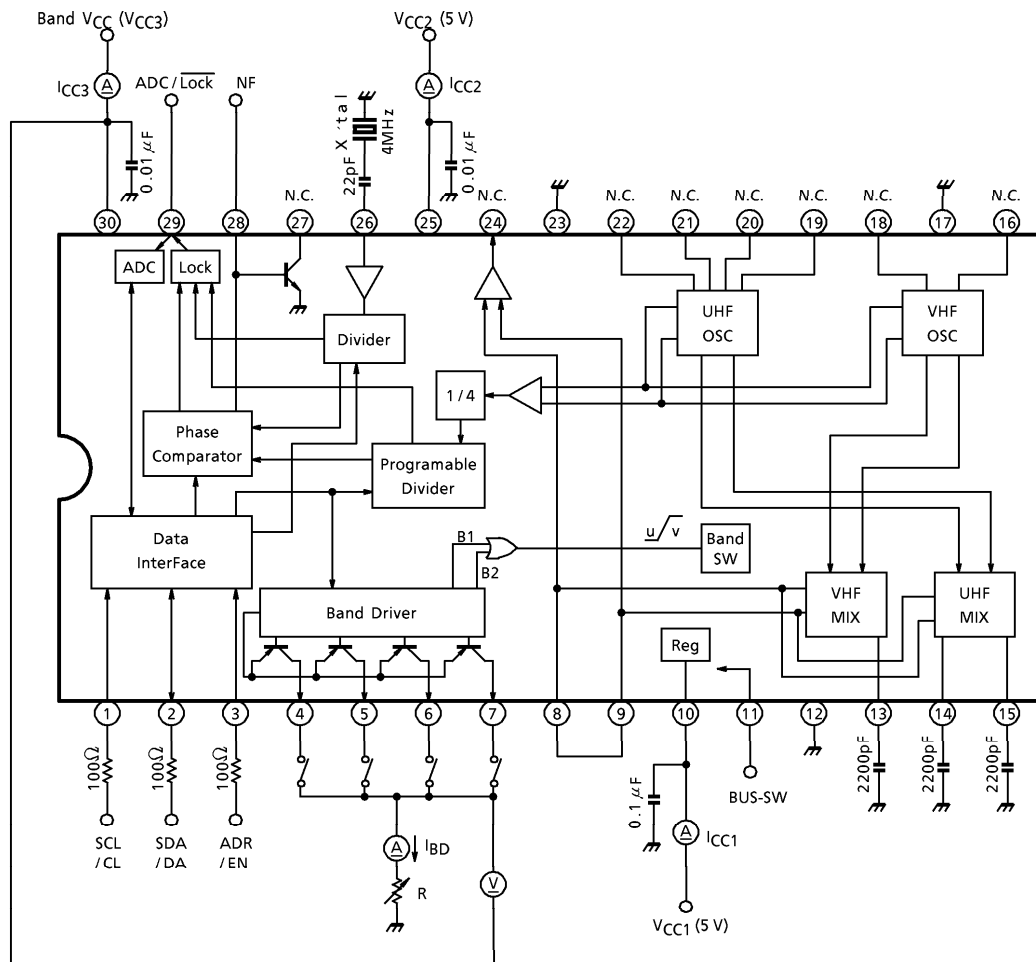 Band VCC (VCC3)
VCC2 (5 V)
ICC3
A
ADC / Lock
NF
A
ICC2
0.01 μF
22pF
X 'tal
4MHz
0.01 μF
N.C.
N.C.
N.C.
N.C.
N.C.
N.C.
N.C.
N.C.
30
29
28
27
26
25
24
23
22
21
20
19
18
17
16
ADC
Lock
Divider
UHF
OSC
VHF
OSC
1 / 4
Phase
Comparator
Programable
Divider
Data
InterFace
B1
B2
u
v
Band
SW
Band Driver
VHF
MIX
UHF
MIX
Reg
1
2
3
4
5
6
7
8
9
10
11
12
13
14
15
100Ω
100Ω
100Ω
SCL
/ CL
SDA
/ DA
ADR
/ EN
A
IBD
R
V
0.1 μF
A
ICC1
VCC1 (5 V)
BUS-SW
2200pF
2200pF
2200pF